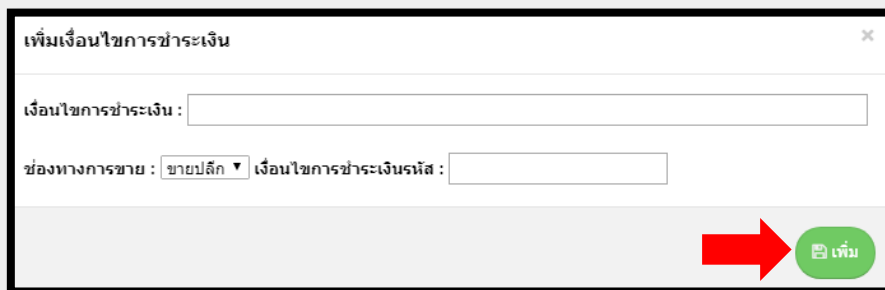 เพิ่มเงื่อนไขการชำระเงิน ×
เงื่อนไขการชำระเงิน :
ช่องทางการขาย : ขายปลีก ▼ เงื่อนไขการชำระเงินรหัส :
เพิ่ม